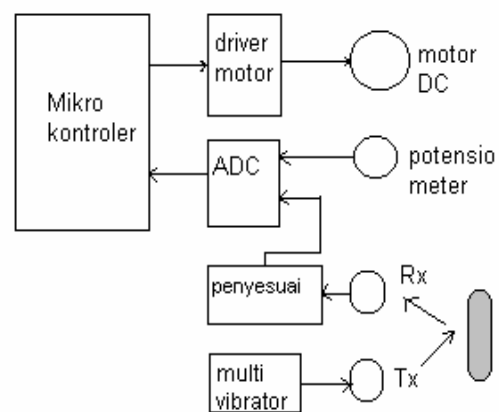 Mikro
kontroler
driver
motor
motor
DC
ADC
potensio
meter
penyesuai
Rx
multi
vibrator
Tx